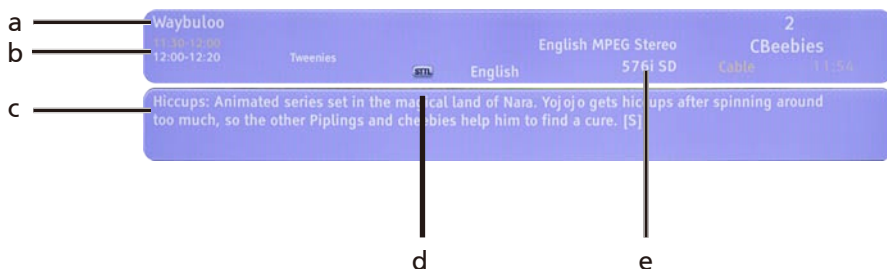 a
Waybuloo
2
b
11:30-12:00
English MPEG Stereo
CBeebies
12:00-12:20
Tweenies
STTL
English
576i SD
Cable
11:54
c
Hiccups: Animated series set in the magical land of Nara. Yojojo gets hiccups after spinning around
too much, so the other Piplings and cheebies help him to find a cure. [S]
d
e